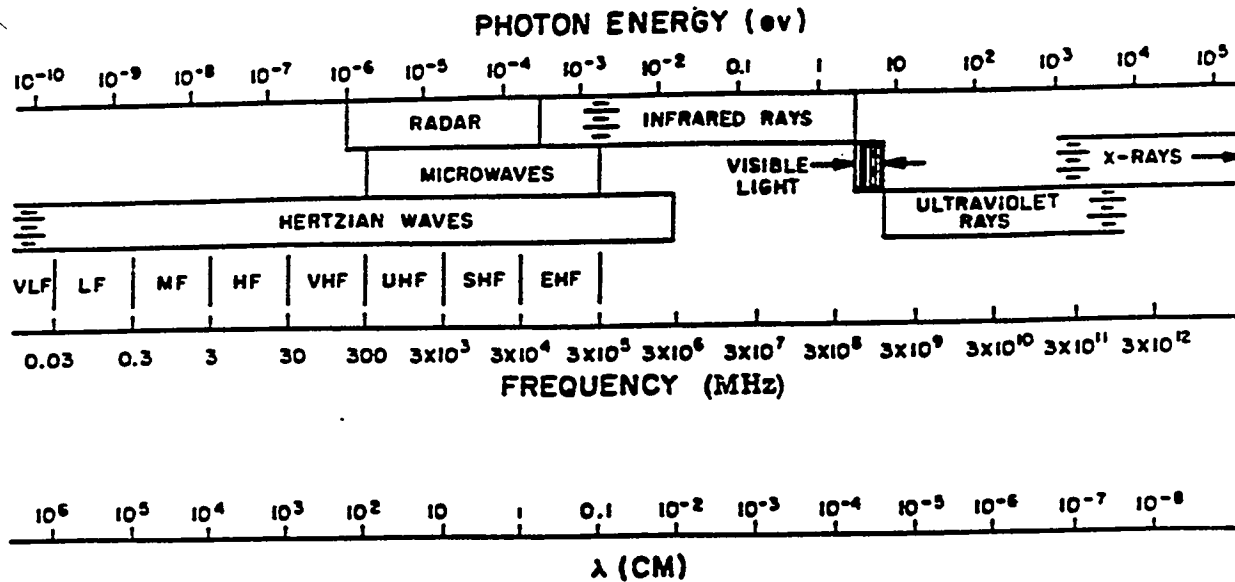 PHOTON ENERGY (ev)
10⁻¹⁰ 10⁻⁹ 10⁻⁸ 10⁻⁷ 10⁻⁶ 10⁻⁵ 10⁻⁴ 10⁻³ 10⁻² 0.1 1 10 10² 10³ 10⁴ 10⁵
RADAR INFRARED RAYS
MICROWAVES VISIBLE LIGHT X-RAYS
HERTZIAN WAVES ULTRAVIOLET RAYS
VLF LF MF HF VHF UHF SHF EHF
0.03 0.3 3 30 300 3X10³ 3X10⁴ 3X10⁵ 3X10⁶ 3X10⁷ 3X10⁸ 3X10⁹ 3X10¹⁰ 3X10¹¹ 3X10¹²
FREQUENCY (MHz)
10⁶ 10⁵ 10⁴ 10³ 10² 10 1 0.1 10⁻² 10⁻³ 10⁻⁴ 10⁻⁵ 10⁻⁶ 10⁻⁷ 10⁻⁸
λ (CM)